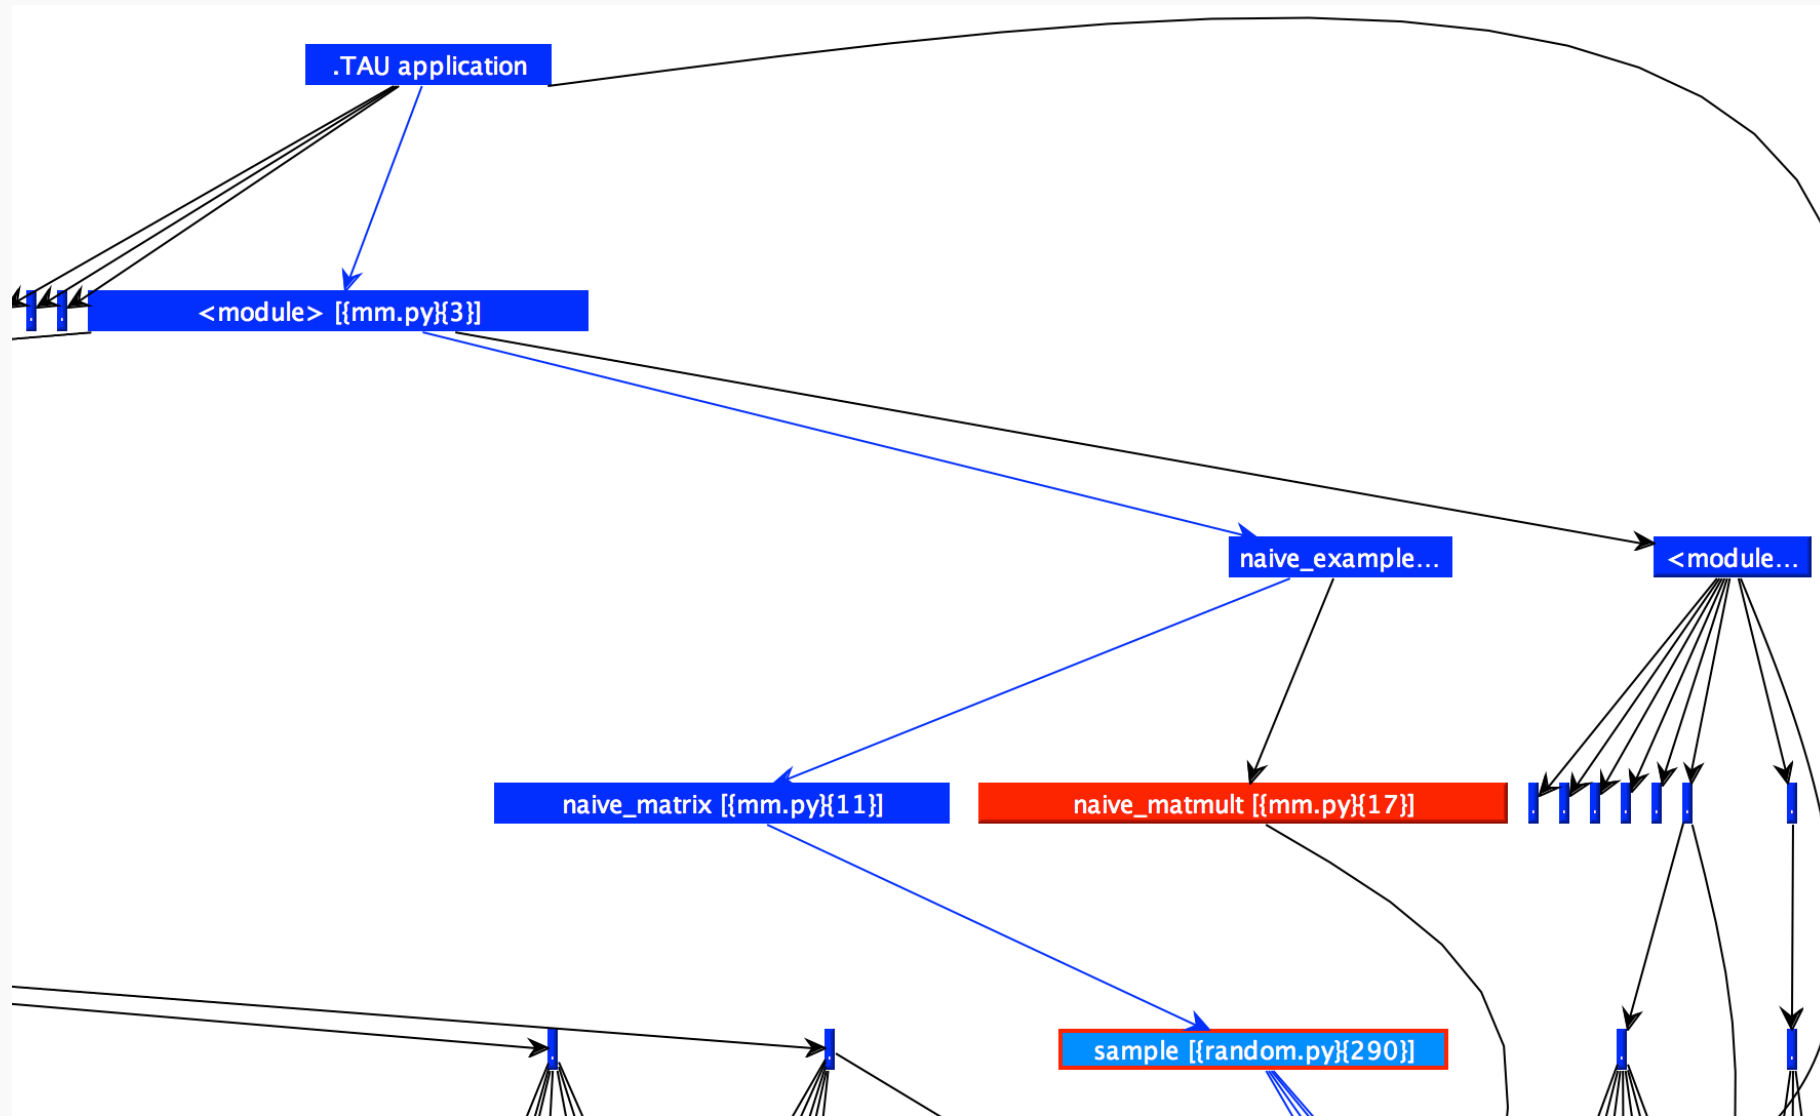 .TAU application
<module> [{mm.py}{3}]
naive_example...
<module...
naive_matrix [{mm.py}{11}]
naive_matmult [{mm.py}{17}]
sample [{random.py}{290}]